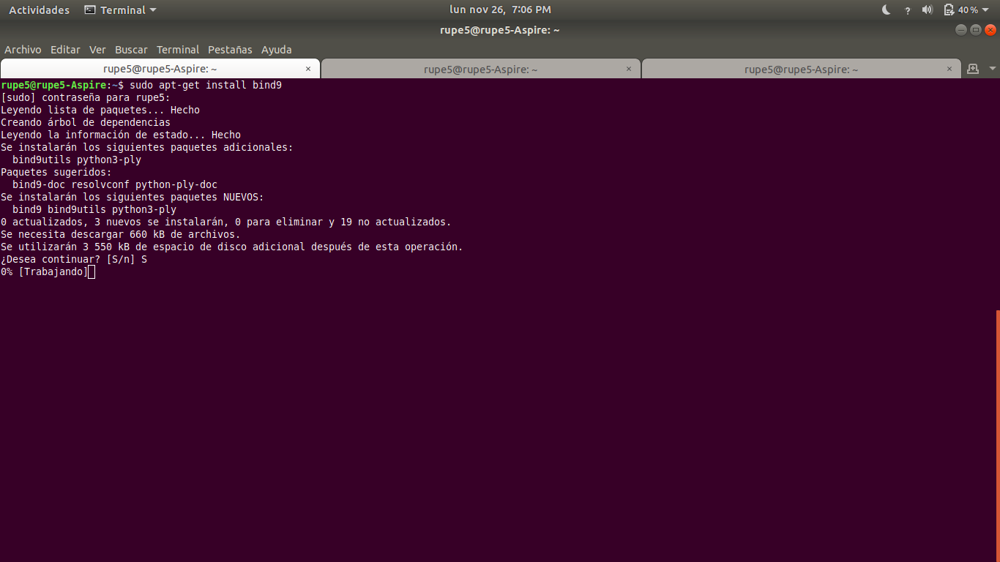 Actividades Terminal lun nov 26, 7:06 PM ? 40 %
rupe5@rupe5-Aspire: ~
Archivo Editar Ver Buscar Terminal Pestañas Ayuda
rupe5@rupe5-Aspire: ~ × rupe5@rupe5-Aspire: ~ × rupe5@rupe5-Aspire: ~ ×
rupe5@rupe5-Aspire:~$ sudo apt-get install bind9
[sudo] contraseña para rupe5:
Leyendo lista de paquetes... Hecho
Creando árbol de dependencias
Leyendo la información de estado... Hecho
Se instalarán los siguientes paquetes adicionales:
  bind9utils python3-ply
Paquetes sugeridos:
  bind9-doc resolvconf python-ply-doc
Se instalarán los siguientes paquetes NUEVOS:
  bind9 bind9utils python3-ply
0 actualizados, 3 nuevos se instalarán, 0 para eliminar y 19 no actualizados.
Se necesita descargar 660 kB de archivos.
Se utilizarán 3 550 kB de espacio de disco adicional después de esta operación.
¿Desea continuar? [S/n] S
0% [Trabajando]